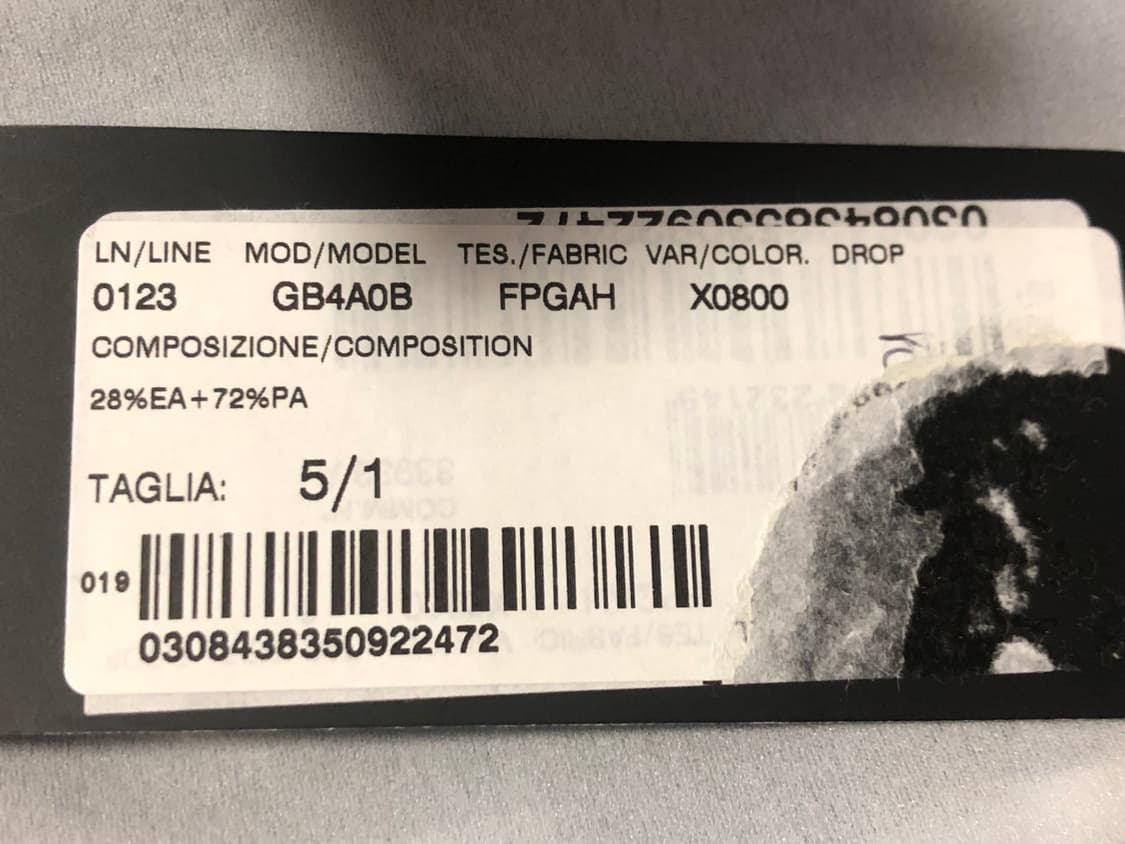 LN/LINE MOD/MODEL TES./FABRIC VAR/COLOR. DROP
0123 GB4A0B FPGAH X0800
COMPOSIZIONE/COMPOSITION
28%EA+72%PA
TAGLIA: 5/1
019
0308438350922472